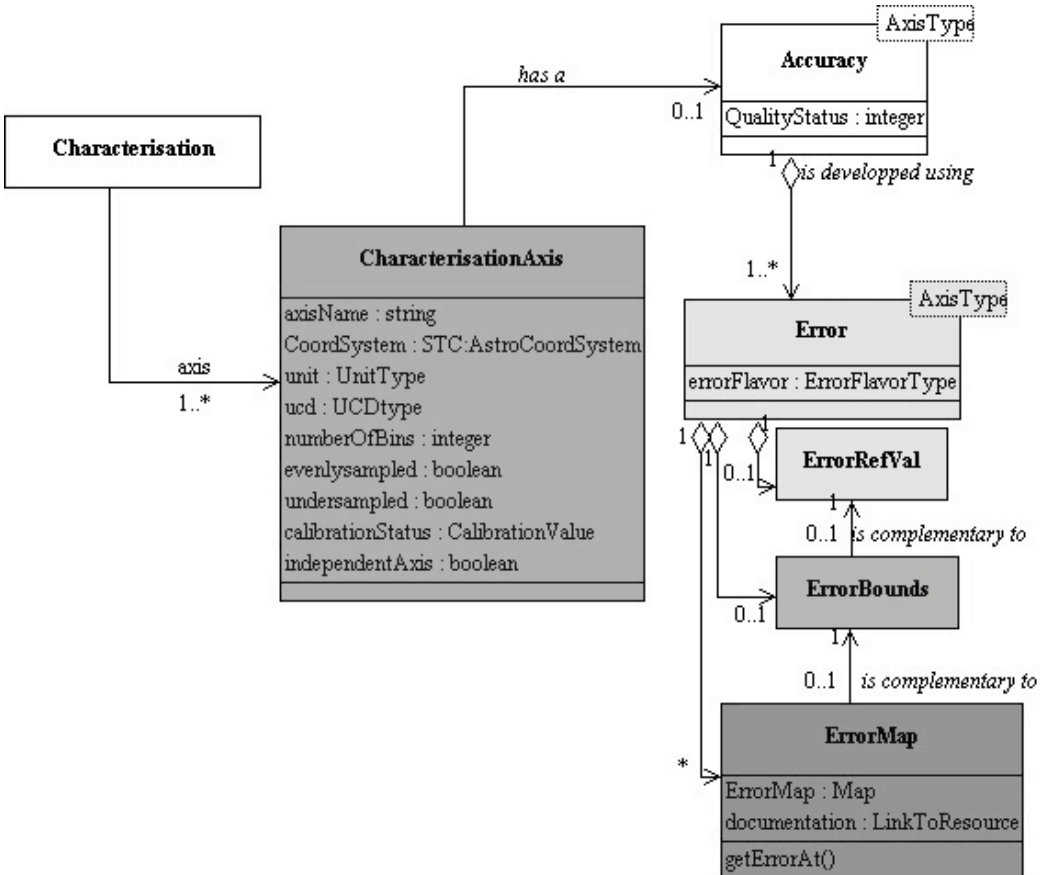 AxisType
Accuracy
has a
0..1
QualityStatus : integer
Characterisation
1
is developped using
CharacterisationAxis
1..*
AxisType
axisName : string
Error
CoordSystem : STC:AstroCoordSystem
axis
unit : UnitType
errorFlavor : ErrorFlavorType
1..*
ucd : UCDtype
numberOfBins : integer
1
1
1
evenlysampled : boolean
0..1
ErrorRefVal
undersampled : boolean
1
calibrationStatus : CalibrationValue
0..1
is complementary to
independentAxis : boolean
ErrorBounds
0..1
1
0..1
is complementary to
ErrorMap
*
ErrorMap : Map
documentation : LinkToResource
getErrorAt()